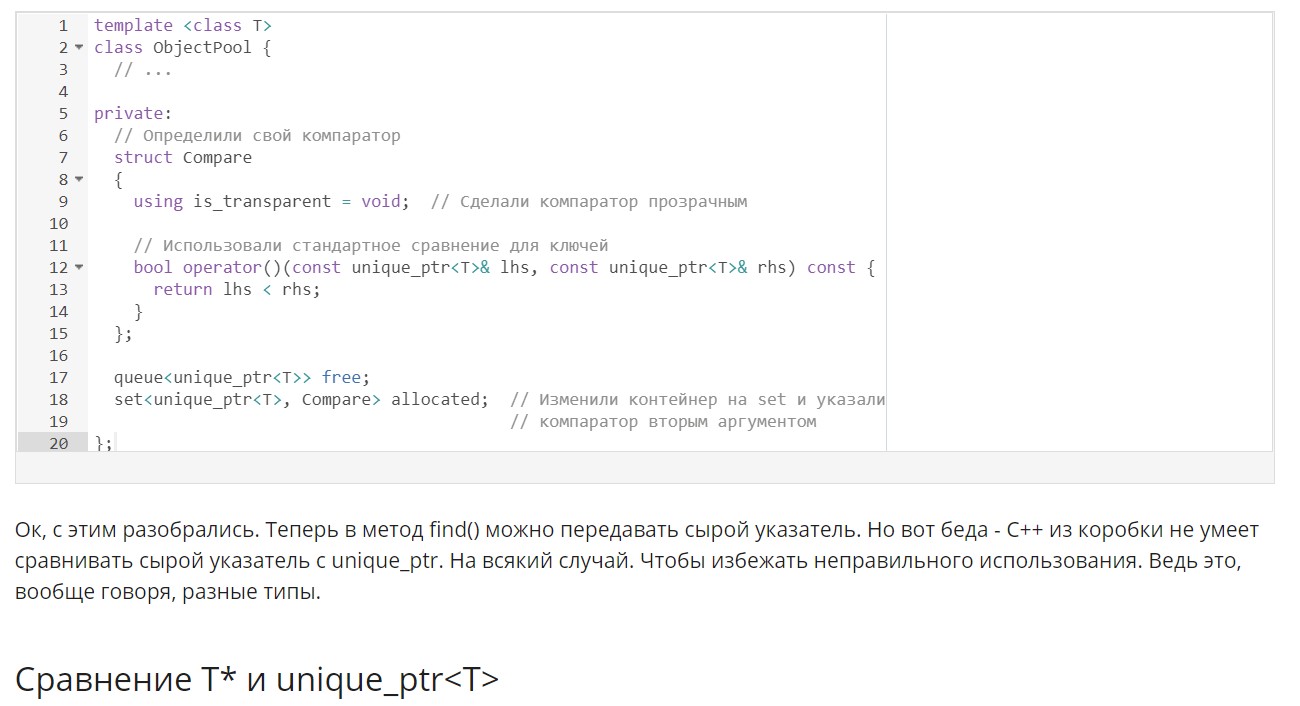 1 template <class T>
2 class ObjectPool {
3   // ...
4
5 private:
6   // Определили свой компаратор
7   struct Compare
8   {
9     using is_transparent = void;  // Сделали компаратор прозрачным
10
11     // Использовали стандартное сравнение для ключей
12     bool operator()(const unique_ptr<T>& lhs, const unique_ptr<T>& rhs) const {
13       return lhs < rhs;
14     }
15   };
16
17   queue<unique_ptr<T>> free;
18   set<unique_ptr<T>, Compare> allocated;  // Изменили контейнер на set и указали
19                                           // компаратор вторым аргументом
20 };
Ок, с этим разобрались. Теперь в метод find() можно передавать сырой указатель. Но вот беда - C++ из коробки не умеет
сравнивать сырой указатель с unique_ptr. На всякий случай. Чтобы избежать неправильного использования. Ведь это,
вообще говоря, разные типы.
Сравнение T* и unique_ptr<T>